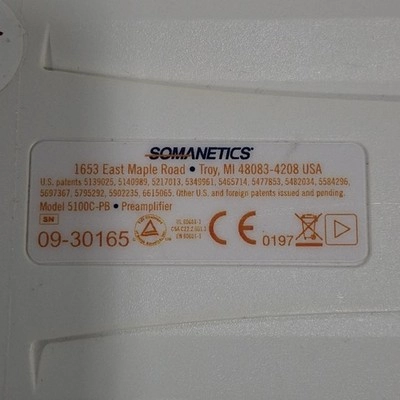 SOMANETICS®
1653 East Maple Road • Troy, MI 48083-4208 USA
U.S. patents 5139025, 5140989, 5217013, 5349961, 5465714, 5477853, 5482034, 5584296,
5697367, 5795292, 5902235, 6615065. Other U.S. and foreign patents issued and pending.
Model 5100C-PB • Preamplifier
SN
09-30165
CE 0197